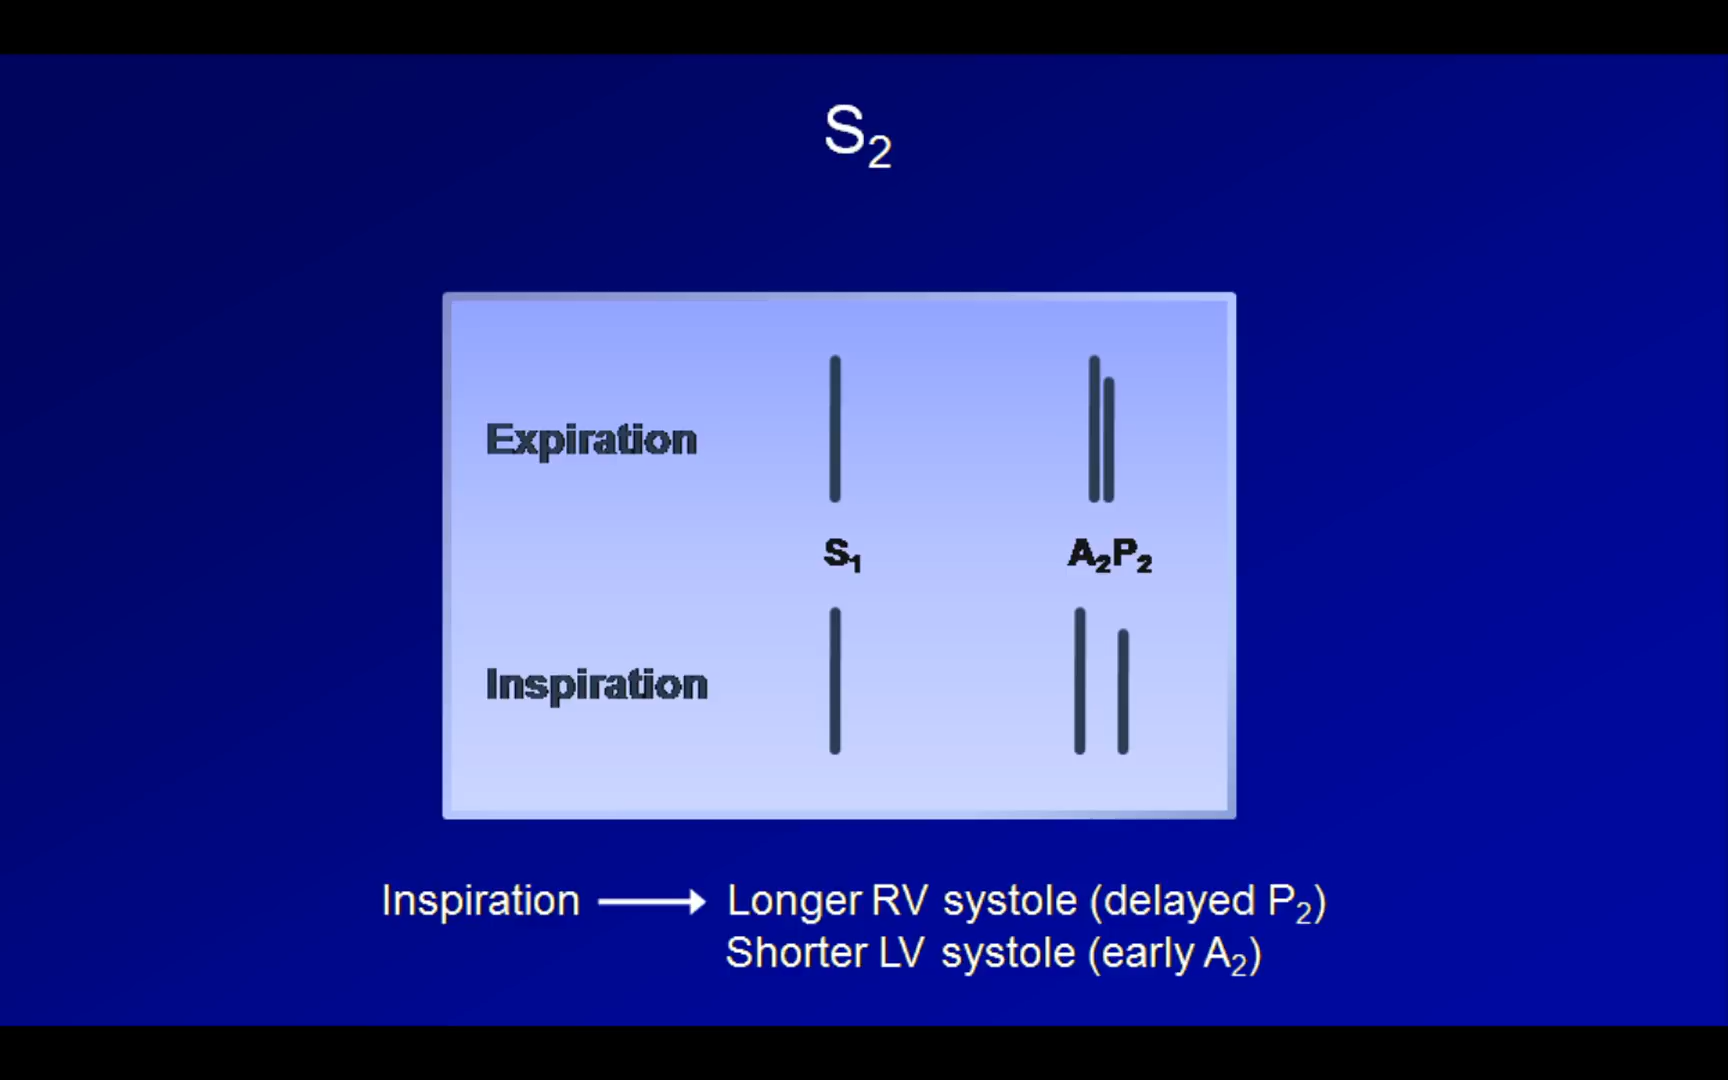 S₂
Expiration
S₁ A₂P₂
Inspiration
Inspiration → Longer RV systole (delayed P₂)
Shorter LV systole (early A₂)